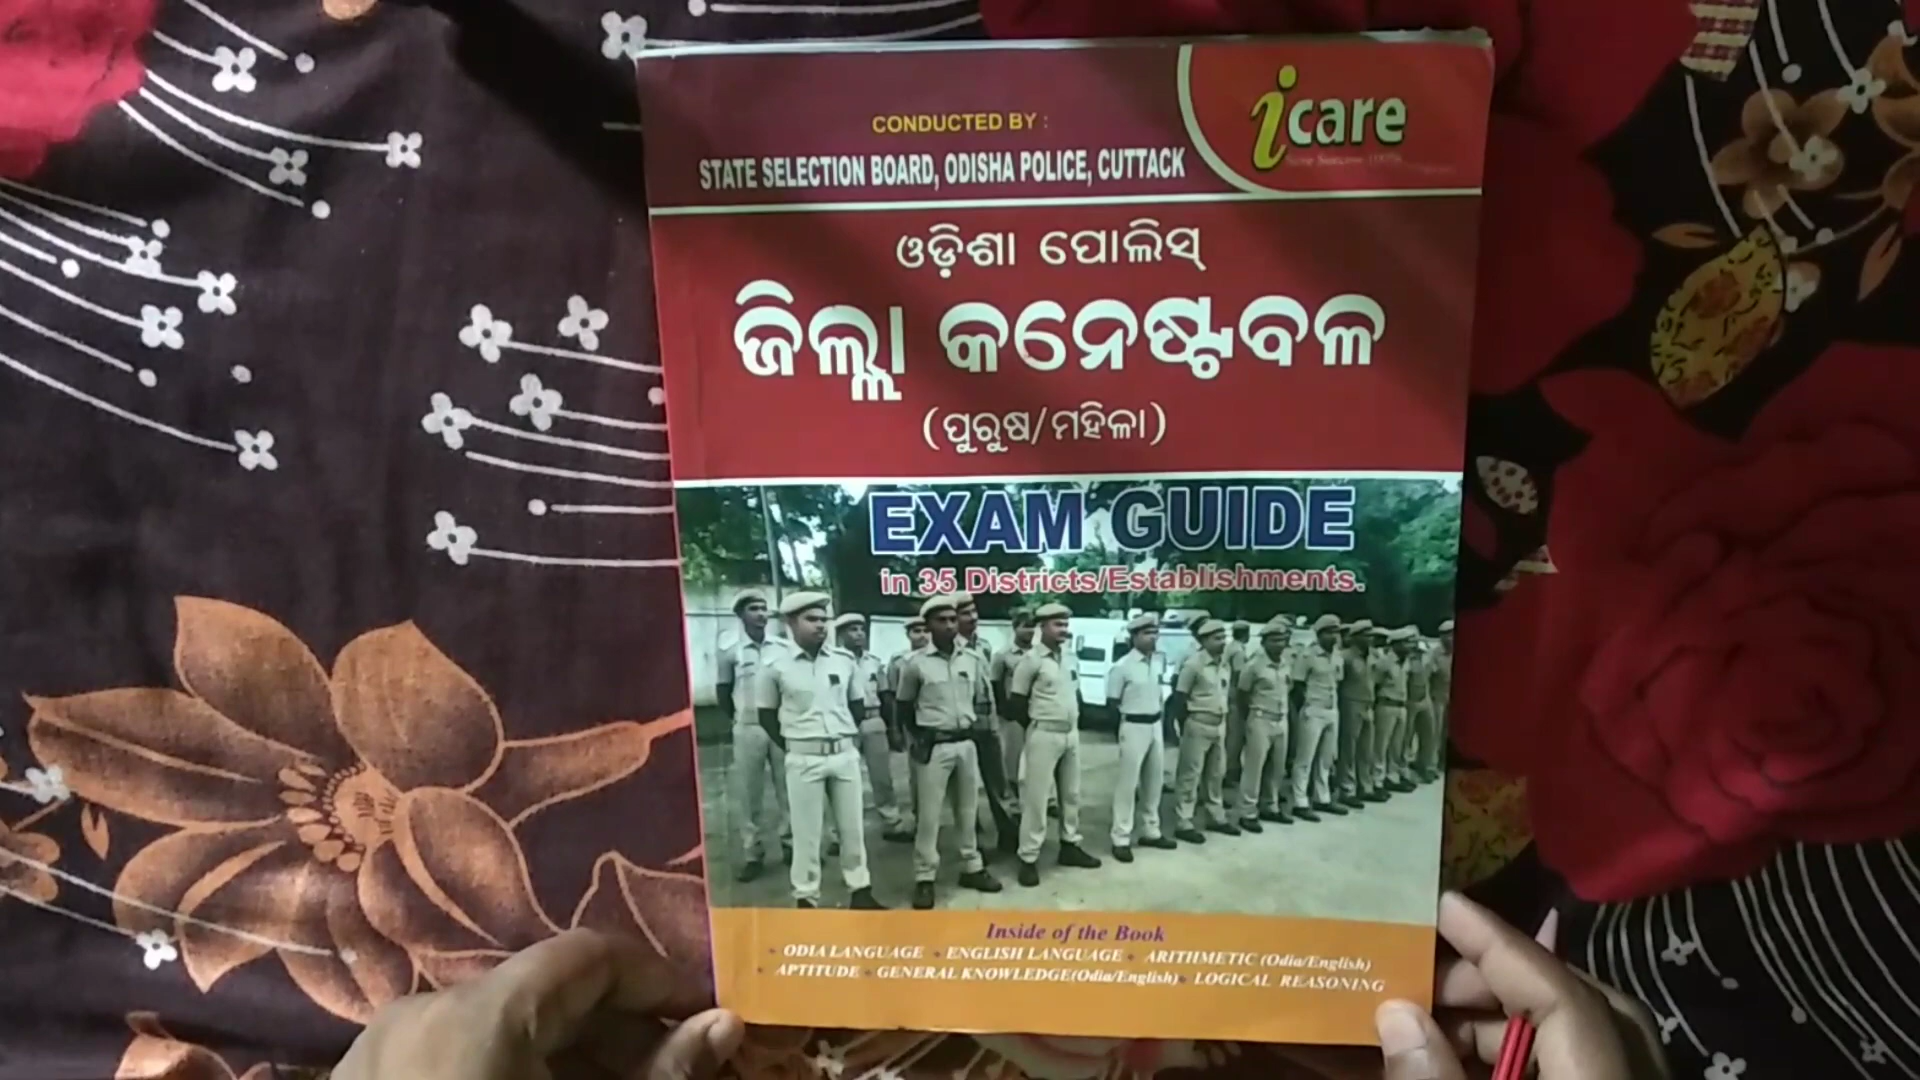 icare
CONDUCTED BY :
STATE SELECTION BOARD, ODISHA POLICE, CUTTACK
ଓଡ଼ିଶା ପୋଲିସ୍
ଜିଲ୍ଲା କନେଷ୍ଟବଳ
(ପୁରୁଷ/ମହିଳା)
EXAM GUIDE
in 35 Districts/Establishments.
Inside of the Book
ODIA LANGUAGE ENGLISH LANGUAGE ARITHMETIC (Odia/English)
APTITUDE GENERAL KNOWLEDGE(Odia/English) LOGICAL REASONING